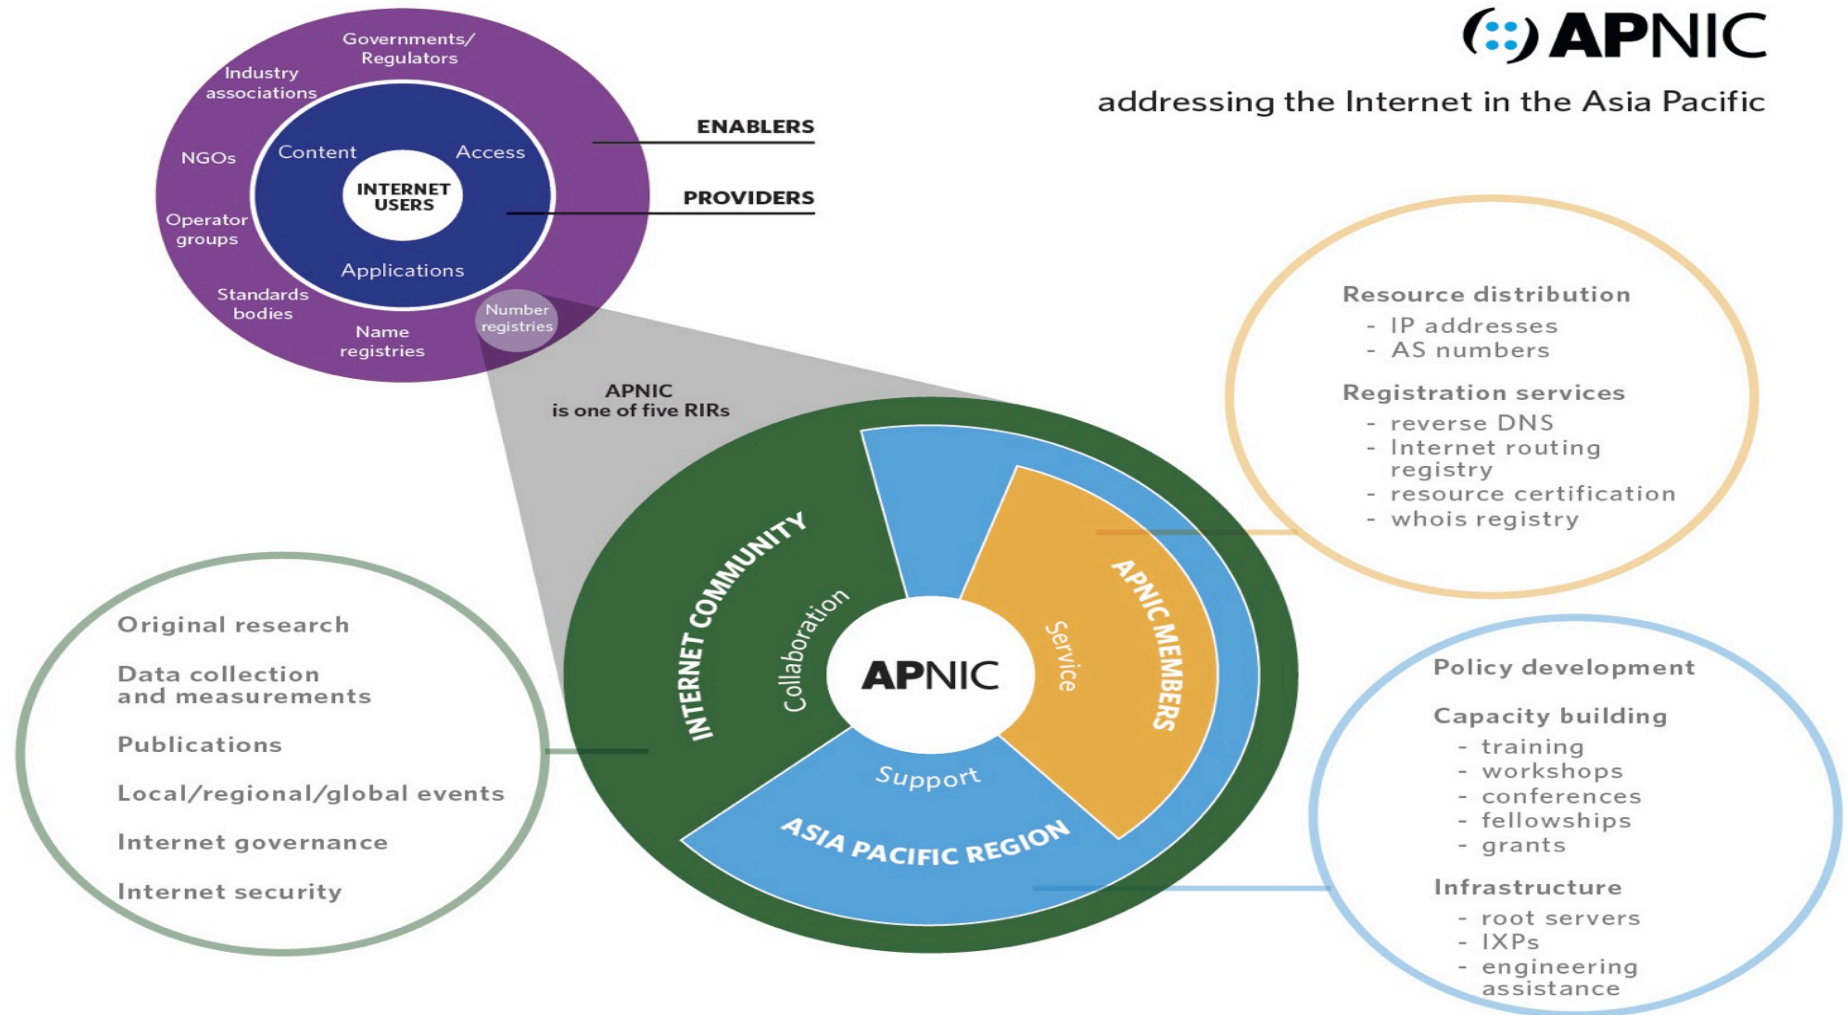 APNIC
addressing the Internet in the Asia Pacific
Governments/
Regulators
Industry
associations
NGOs
Operator
groups
Standards
bodies
Name
registries
Number
registries
Content
Access
Applications
INTERNET
USERS
ENABLERS
PROVIDERS
APNIC
is one of five RIRs
INTERNET COMMUNITY
Collaboration
APNIC MEMBERS
Service
APNIC
Support
ASIA PACIFIC REGION
Resource distribution
- IP addresses
- AS numbers
Registration services
- reverse DNS
- Internet routing
registry
- resource certification
- whois registry
Original research
Data collection
and measurements
Publications
Local/regional/global events
Internet governance
Internet security
Policy development
Capacity building
- training
- workshops
- conferences
- fellowships
- grants
Infrastructure
- root servers
- IXPs
- engineering
assistance